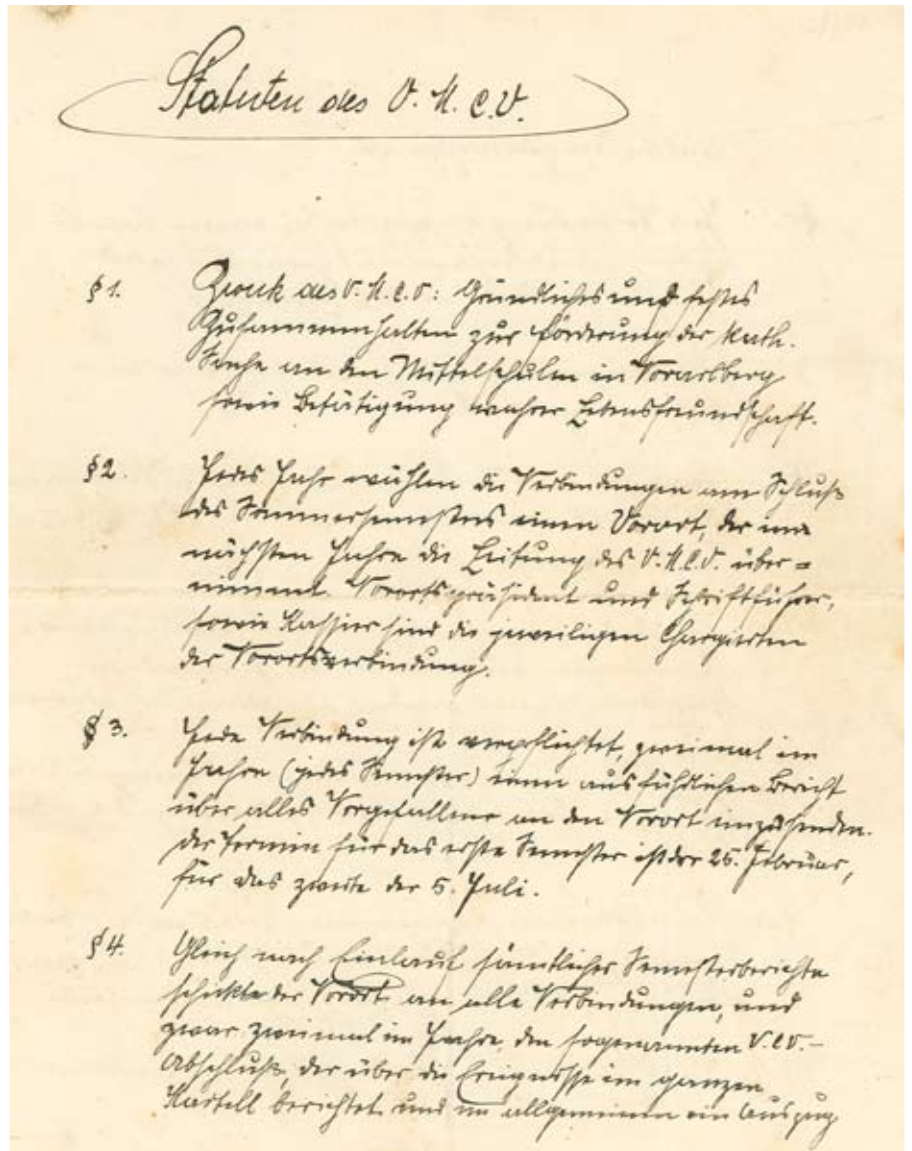 Statuten des V. M. C. V.
§ 1. Zweck des V. M. C. V: Gründliches und festes
Zusammenhalten zur Förderung der kath.
Sache an den Mittelschulen in Vorarlberg
sowie Betätigung wahrer Lebensfreundschaft.
§ 2. Jedes Jahr wählen die Verbindungen am Schluß
des Sommersemesters einen Vorort, der im
nächsten Jahre die Leitung des V. M. C. V. über=
nimmt. Vorortspräsident und Schriftführer,
sowie Kassier sind die jeweiligen Chargierten
der Vorortsverbindung.
§ 3. Jede Verbindung ist verpflichtet, zweimal im
Jahre (jedes Semester) einen ausführlichen Bericht
über alles Vorgefallene an den Vorort einzusenden.
Der Termin für das erste Semester ist der 25. Februar,
für das zweite der 5. Juli.
§ 4. Gleich nach Einlauf sämtlicher Semesterberichte
schickt der Vorort an alle Verbindungen, und
zwar zweimal im Jahre, den sogenannten V. C. V.-
Abschluß, der über die Ereignisse im ganzen
Kartell berichtet und im allgemeinen ein Auszug